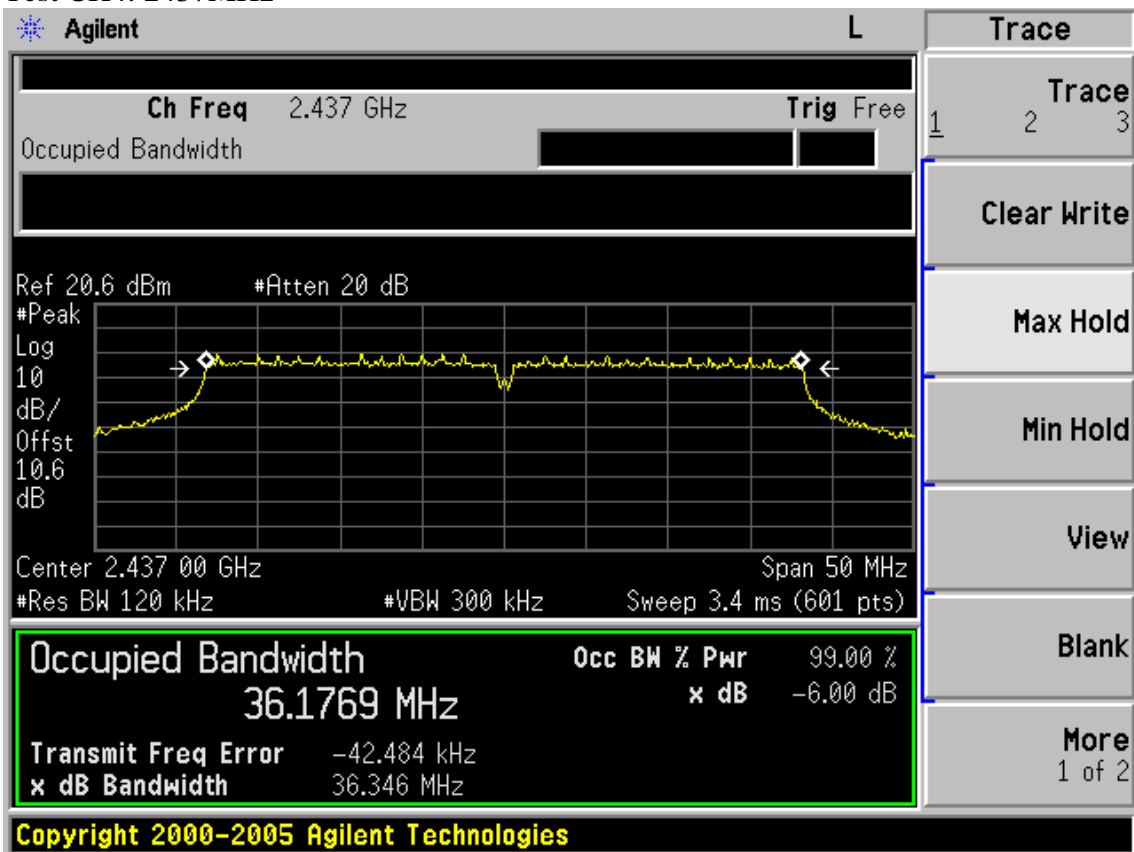 Agilent L Trace
Ch Freq 2.437 GHz Trig Free
Occupied Bandwidth
Trace
1 2 3
Clear Write
Max Hold
Min Hold
View
Blank
More
1 of 2
Ref 20.6 dBm #Atten 20 dB
#Peak
Log
10
dB/
Offst
10.6
dB
Center 2.437 00 GHz Span 50 MHz
#Res BW 120 kHz #VBW 300 kHz Sweep 3.4 ms (601 pts)
Occupied Bandwidth Occ BW % Pwr 99.00 %
36.1769 MHz x dB -6.00 dB
Transmit Freq Error -42.484 kHz
x dB Bandwidth 36.346 MHz
Copyright 2000-2005 Agilent Technologies